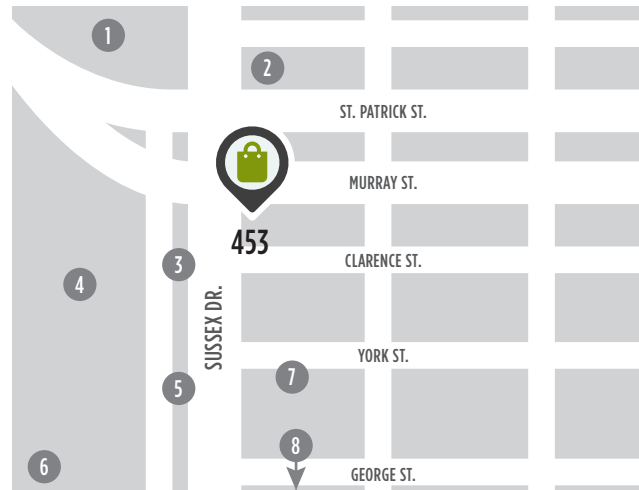 1
2
ST. PATRICK ST.
MURRAY ST.
453
CLARENCE ST.
3
4
SUSSEX DR.
YORK ST.
7
5
8
6
GEORGE ST.